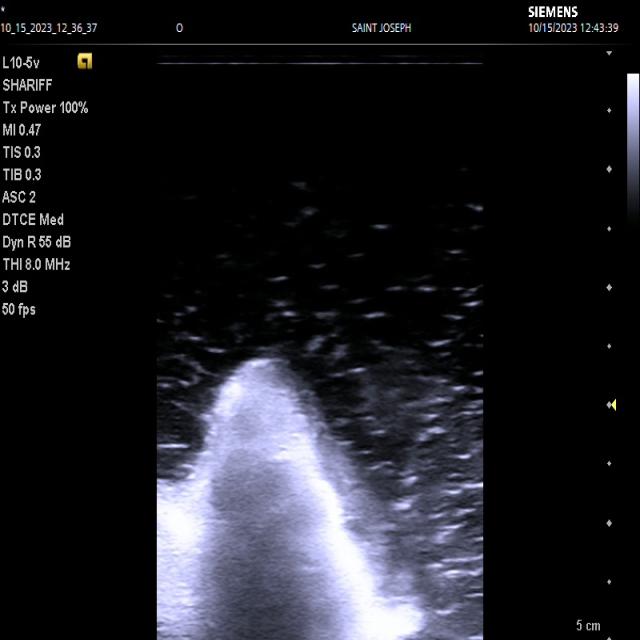 *
SIEMENS
10_15_2023_12_36_37 O SAINT JOSEPH 10/15/2023 12:43:39
L10-5v
SHARIFF
Tx Power 100%
MI 0.47
TIS 0.3
TIB 0.3
ASC 2
DTCE Med
Dyn R 55 dB
THI 8.0 MHz
3 dB
50 fps
5 cm